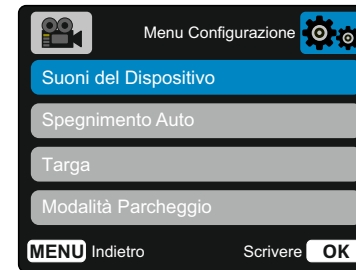 Menu Configurazione
Suoni del Dispositivo
Spegnimento Auto
Targa
Modalità Parcheggio
MENU Indietro Scrivere OK